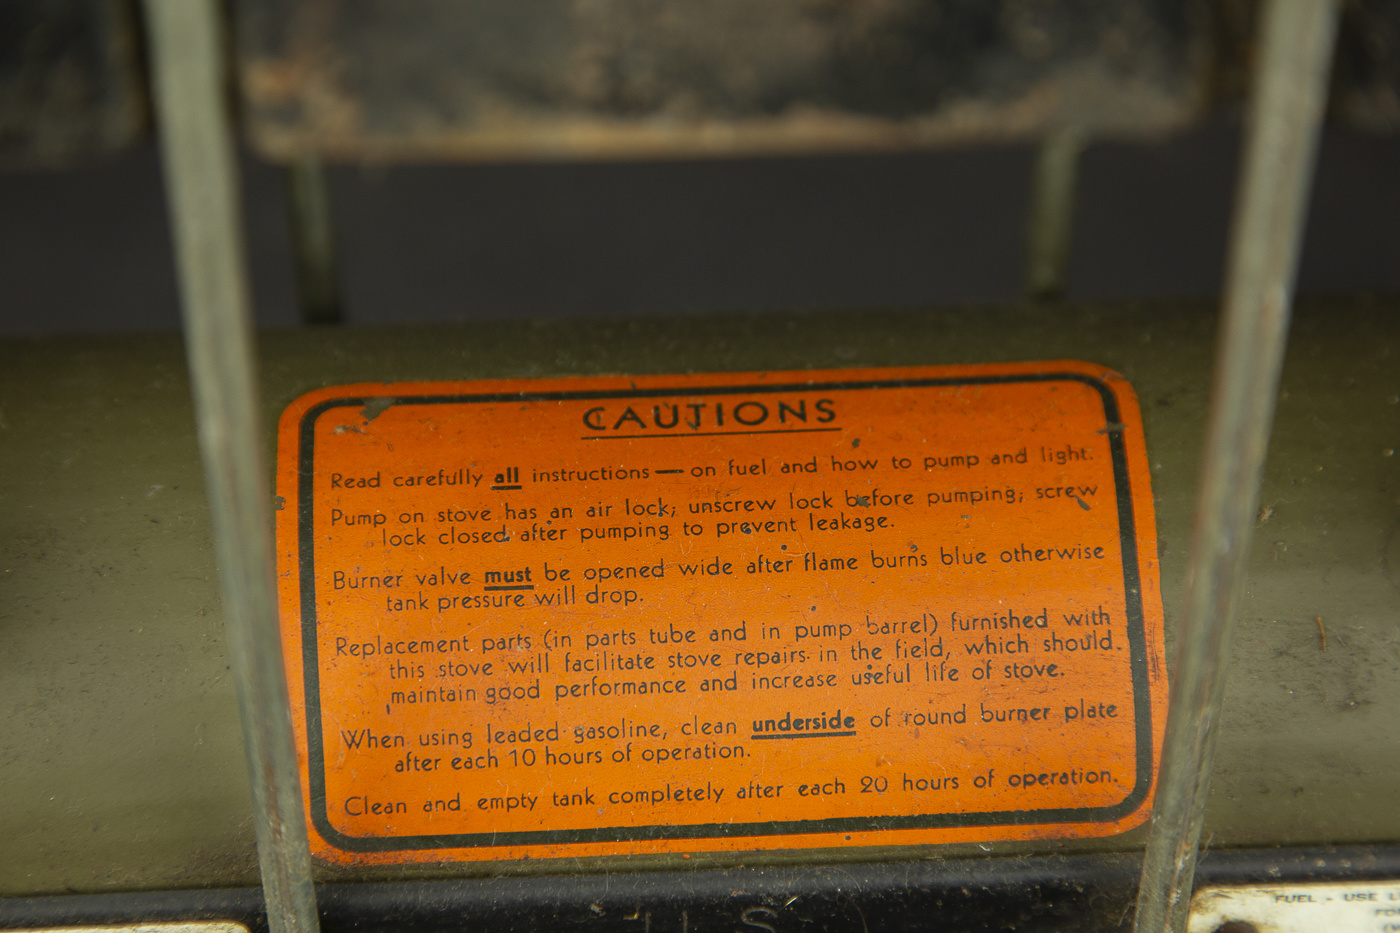 CAUTIONS
Read carefully all instructions — on fuel and how to pump and light.
Pump on stove has an air lock; unscrew lock before pumping; screw
lock closed after pumping to prevent leakage.
Burner valve must be opened wide after flame burns blue otherwise
tank pressure will drop.
Replacement parts (in parts tube and in pump barrel) furnished with
this stove will facilitate stove repairs in the field, which should
maintain good performance and increase useful life of stove.
When using leaded gasoline, clean underside of round burner plate
after each 10 hours of operation.
Clean and empty tank completely after each 20 hours of operation.
FUEL - USE